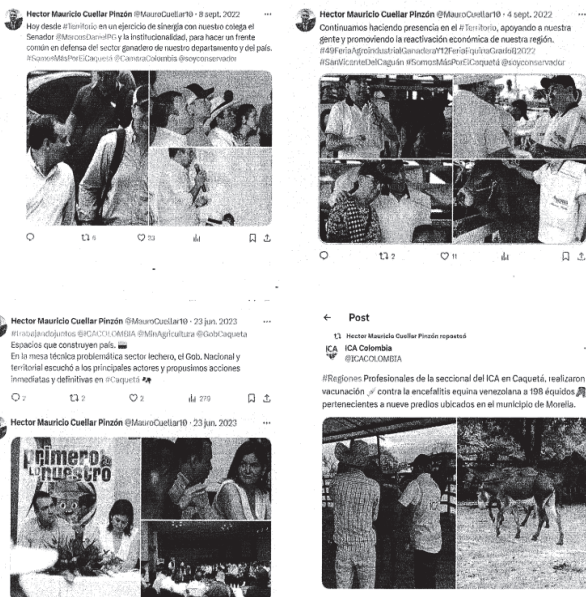 Hector Mauricio Cuellar Pinzón @MauroCuellar10 · 8 sept. 2022
Hoy desde #Territorio en un ejercicio de sinergia con nuestro colega el
Senador @MarcosDanielPG y la institucionalidad, para hacer un frente
común en defensa del sector ganadero de nuestro departamento y del país.
#SomosMásPorElCaquetá @CamaraColombia @soyconservador
6
23
Hector Mauricio Cuellar Pinzón @MauroCuellar10 · 4 sept. 2022
Continuamos haciendo presencia en el #Territorio, apoyando a nuestra
gente y promoviendo la reactivación económica de nuestra región.
#49FeriaAgroindustrialGanaderaY12FeriaEquinaGradoB2022
#SanVicenteDelCaguán #SomosMásPorElCaquetá @soyconservador
2
11
Hector Mauricio Cuellar Pinzón @MauroCuellar10 · 23 jun. 2023
#trabajandojuntos @ICACOLOMBIA @MinAgricultura @GobCaqueta
Espacios que construyen país.
En la mesa técnica problemática sector lechero, el Gob. Nacional y
territorial escuchó a los principales actores y propusimos acciones
inmediatas y definitivas en #Caquetá
2
2
2
279
Hector Mauricio Cuellar Pinzón @MauroCuellar10 · 23 jun. 2023
primero
LO nuestro
Post
Hector Mauricio Cuellar Pinzón reposteó
ICA
ICA Colombia
@ICACOLOMBIA
#Regiones Profesionales de la seccional del ICA en Caquetá, realizaron
vacunación contra la encefalitis equina venezolana a 198 équidos
pertenecientes a nueve predios ubicados en el municipio de Morelia.